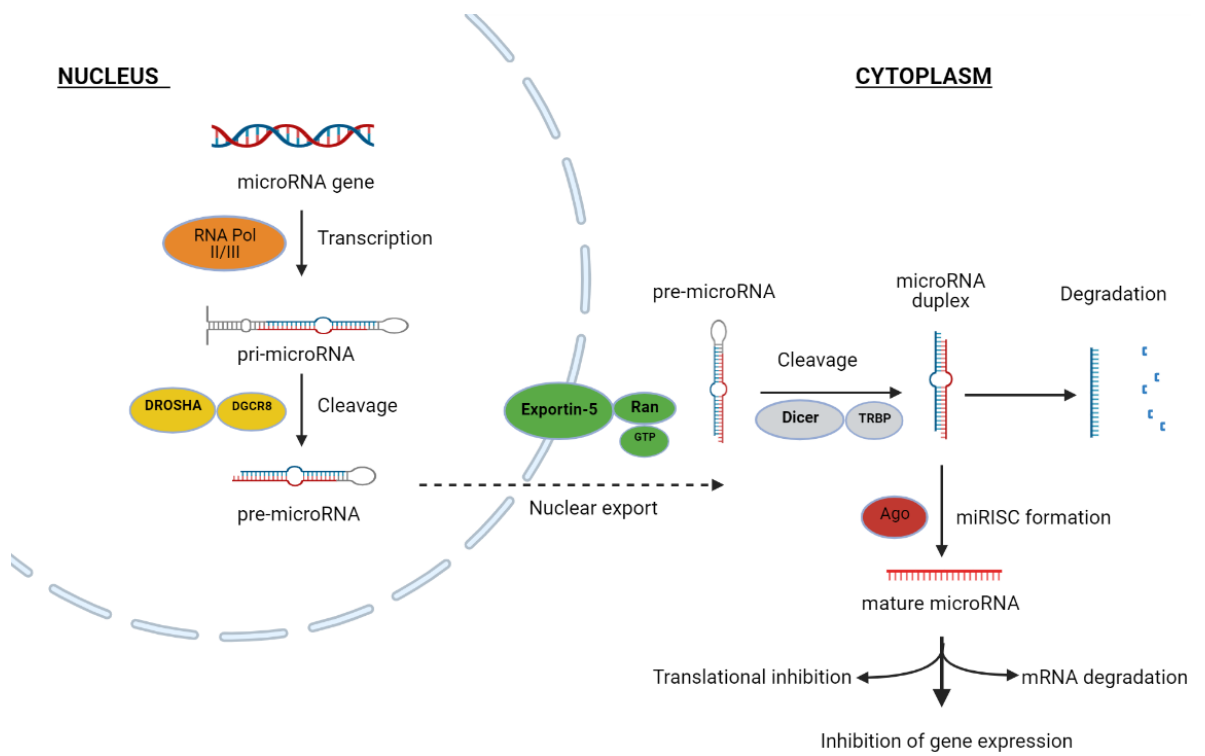 NUCLEUS
CYTOPLASM
microRNA gene
RNA Pol
II/III
Transcription
pri-microRNA
DROSHA
DGCR8
Cleavage
pre-microRNA
Exportin-5
Ran
GTP
Nuclear export
pre-microRNA
Cleavage
Dicer
TRBP
microRNA
duplex
Degradation
Ago
miRISC formation
mature microRNA
Translational inhibition
mRNA degradation
Inhibition of gene expression